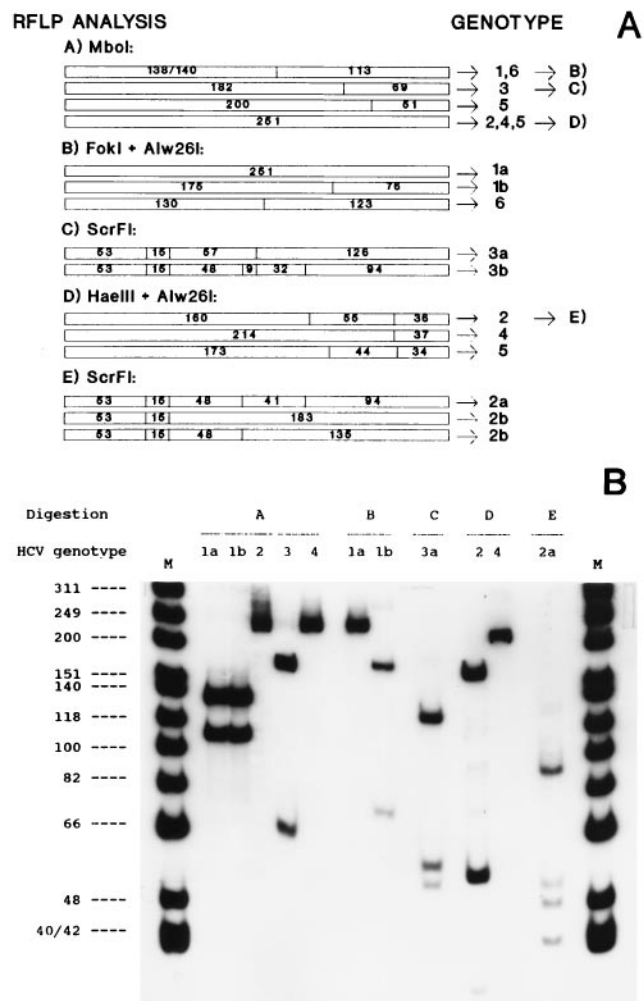 RFLP ANALYSIS GENOTYPE A
A) MboI:
138/140 113 → 1,6 → B)
182 69 → 3 → C)
200 51 → 5
251 → 2,4,5 → D)
B) FokI + Alw26I:
251 → 1a
175 76 → 1b
130 123 → 6
C) ScrFI:
53 15 57 126 → 3a
53 15 48 9 32 94 → 3b
D) HaeIII + Alw26I:
160 55 36 → 2 → E)
214 37 → 4
173 44 34 → 5
E) ScrFI:
53 15 48 41 94 → 2a
53 15 183 → 2b
53 15 48 135 → 2b
B
Digestion A B C D E
HCV genotype 1a 1b 2 3 4 1a 1b 3a 2 4 2a
M M
311 ----
249 ----
200 ----
151 ----
140 ----
118 ----
100 ----
82 ----
66 ----
48 ----
40/42 ----